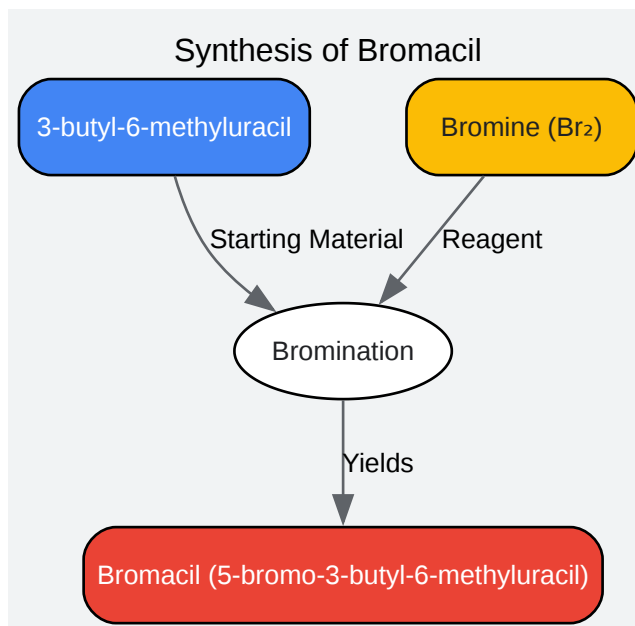 Synthesis of Bromacil
3-butyl-6-methyluracil
Bromine (Br₂)
Starting Material
Reagent
Bromination
Yields
Bromacil (5-bromo-3-butyl-6-methyluracil)